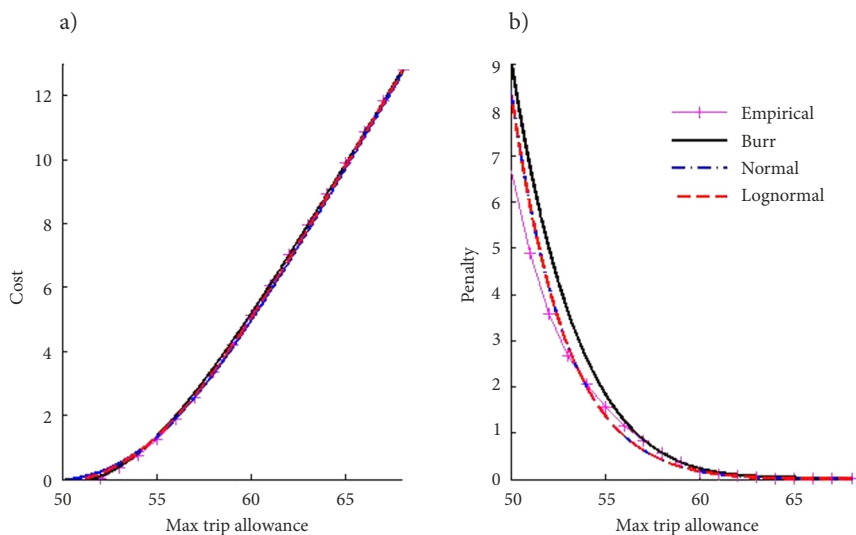 a)
12
10
8
6
4
2
0
50
55
60
65
Cost
Max trip allowance
b)
9
8
7
6
5
4
3
2
1
0
50
55
60
65
Penalty
Max trip allowance
Empirical
Burr
Normal
Lognormal